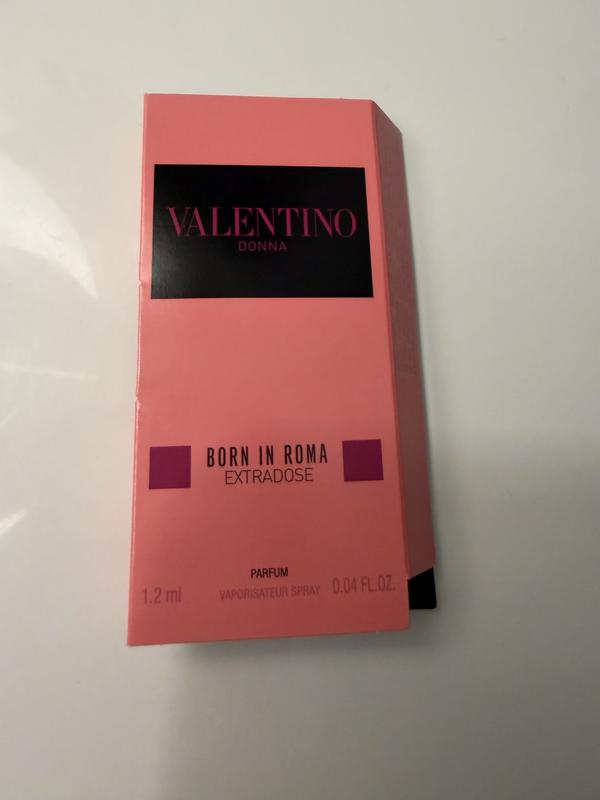 VALENTINO
DONNA
BORN IN ROMA
EXTRADOSE
PARFUM
1.2 ml VAPORISATEUR SPRAY 0.04 FL.OZ.